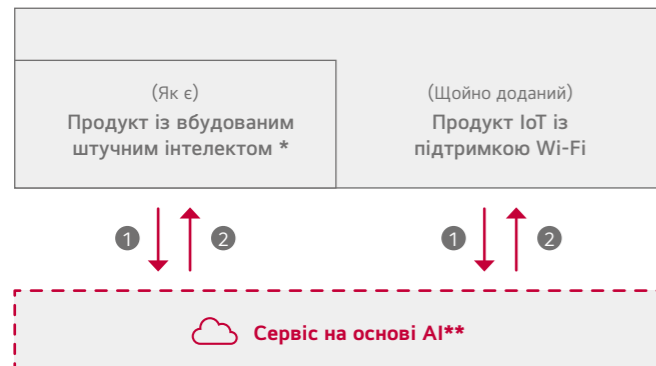 (Як є)
Продукт із вбудованим
штучним інтелектом *
(Щойно доданий)
Продукт IoT із
підтримкою Wi-Fi
1
2
1
2
Сервіс на основі AI**